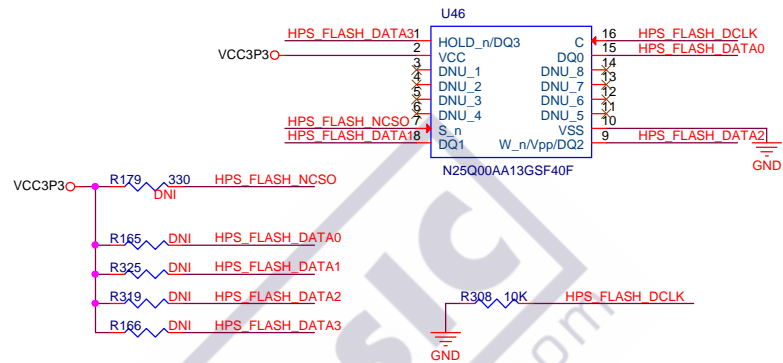 U46
HPS_FLASH_DATA3 1 HOLD_n/DQ3 C 16 HPS_FLASH_DCLK
VCC3P3 2 VCC DQ0 15 HPS_FLASH_DATA0
3 DNU_1 DNU_8 14
4 DNU_2 DNU_7 13
5 DNU_3 DNU_6 12
6 DNU_4 DNU_5 11
HPS_FLASH_NCSO 7 S_n VSS 10
HPS_FLASH_DATA1 8 DQ1 W_n/Vpp/DQ2 9 HPS_FLASH_DATA2
GND
N25Q00AA13GSF40F
VCC3P3 R179 330 HPS_FLASH_NCSO
DNI
R165 DNI HPS_FLASH_DATA0
R325 DNI HPS_FLASH_DATA1
R319 DNI HPS_FLASH_DATA2
R308 10K HPS_FLASH_DCLK
R166 DNI HPS_FLASH_DATA3
GND
SIC
.com